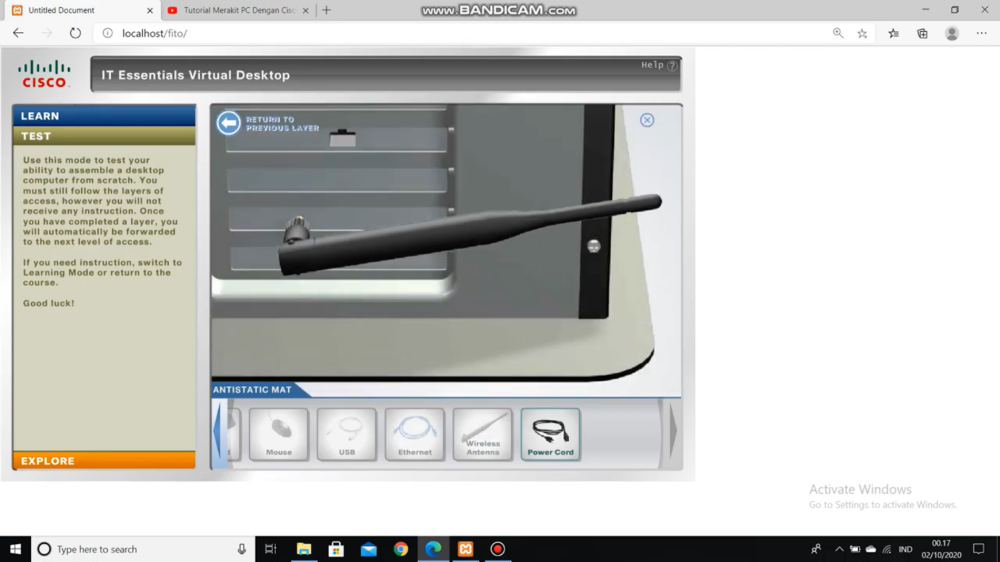 Untitled Document
Tutorial Merakit PC Dengan Cisc
www.BANDICAM.com
localhost/fito/
CISCO
IT Essentials Virtual Desktop
Help ?
LEARN
TEST
Use this mode to test your
ability to assemble a desktop
computer from scratch. You
must still follow the layers of
access, however you will not
receive any instruction. Once
you have completed a layer, you
will automatically be forwarded
to the next level of access.
If you need instruction, switch to
Learning Mode or return to the
course.
Good luck!
EXPLORE
RETURN TO
PREVIOUS LAYER
ANTISTATIC MAT
d
Mouse
USB
Ethernet
Wireless
Antenna
Power Cord
Activate Windows
Go to Settings to activate Windows.
Type here to search
IND
00.17
02/10/2020